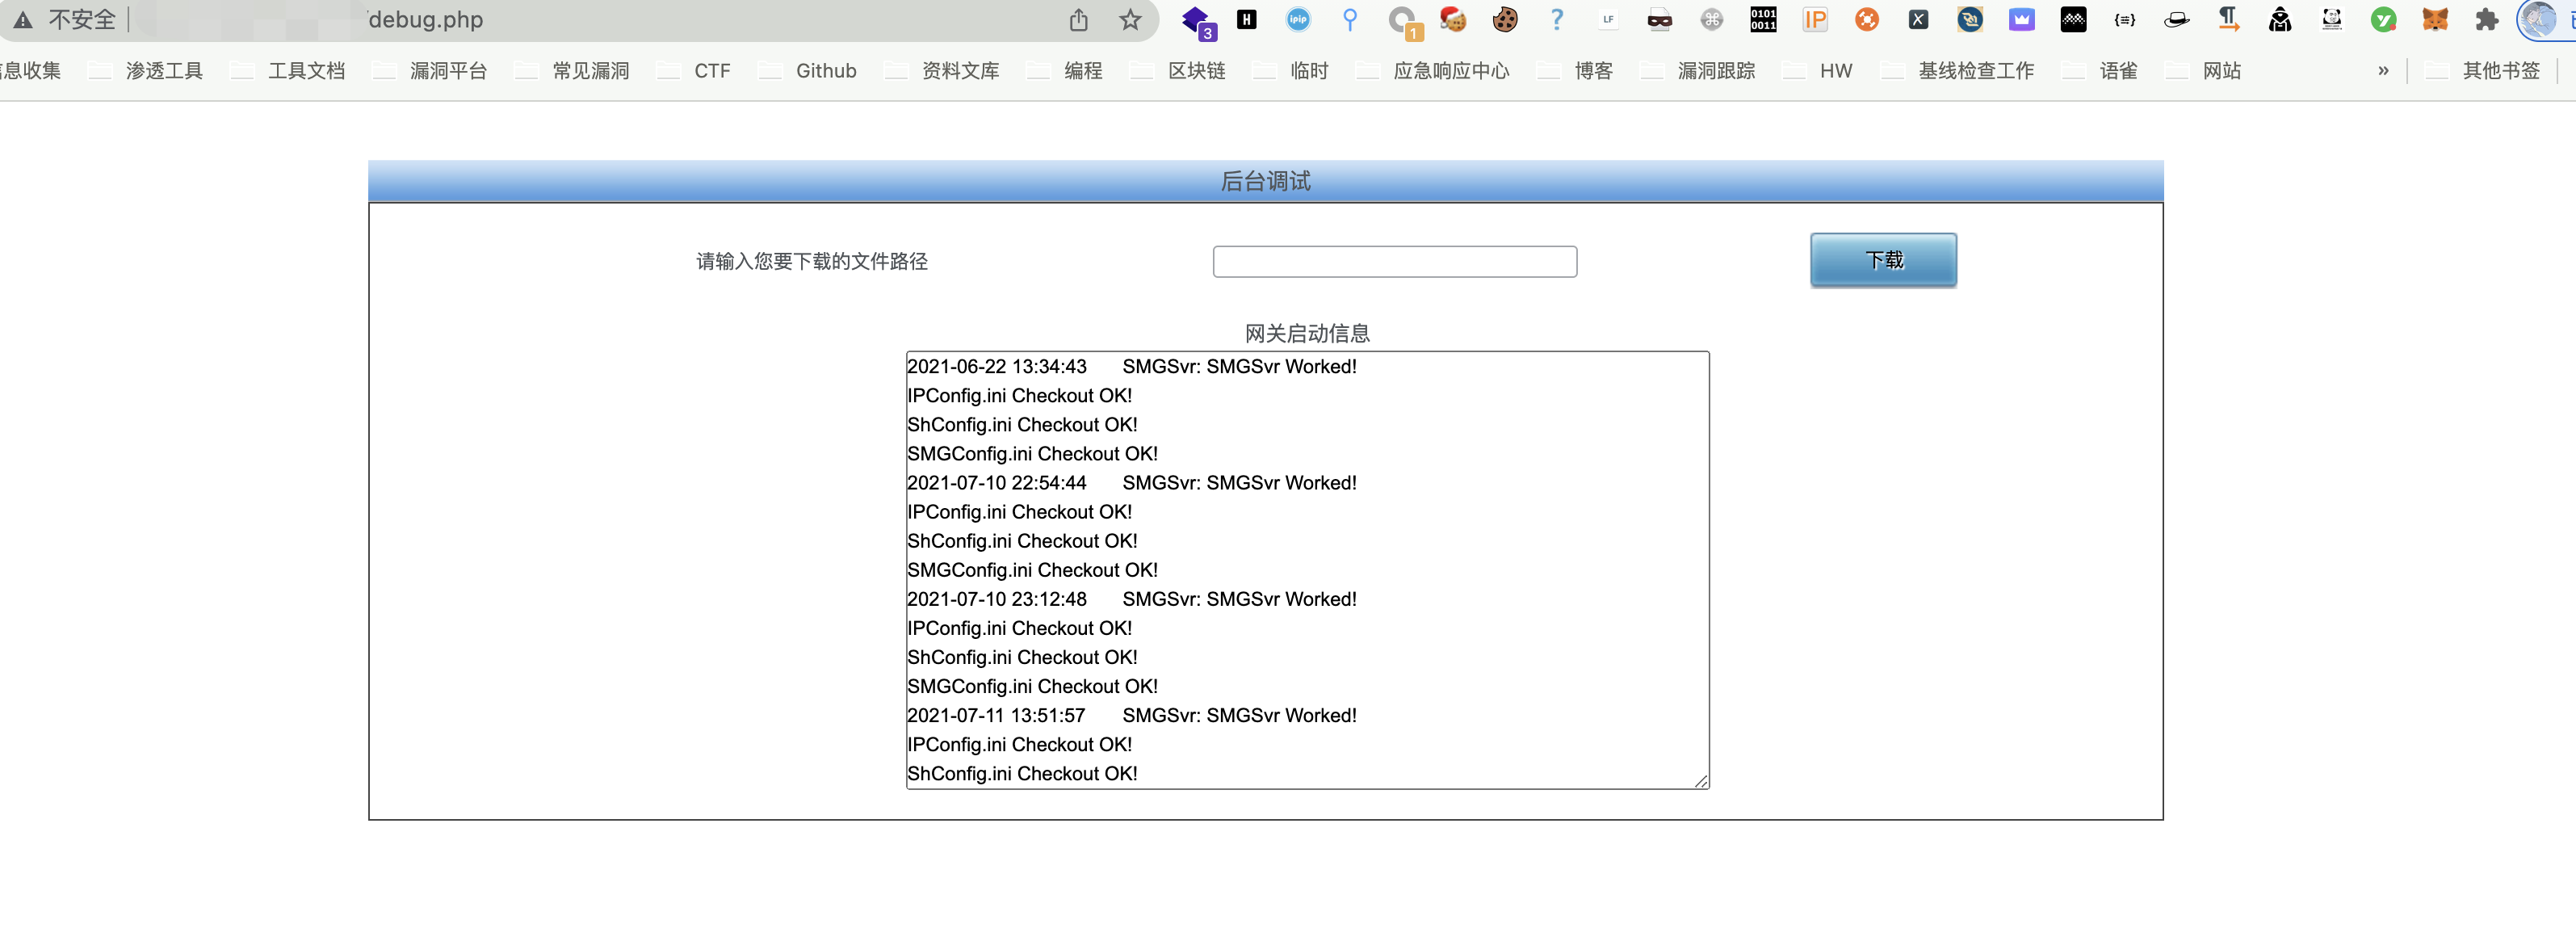 不安全 /debug.php
3 H ipip 1 ? LF 0101 0011 IP X {≡}
息收集 渗透工具 工具文档 漏洞平台 常见漏洞 CTF Github 资料文库 编程 区块链 临时 应急响应中心 博客 漏洞跟踪 HW 基线检查工作 语雀 网站 » 其他书签
后台调试
请输入您要下载的文件路径 下载
网关启动信息
2021-06-22 13:34:43 SMGSvr: SMGSvr Worked!
IPConfig.ini Checkout OK!
ShConfig.ini Checkout OK!
SMGConfig.ini Checkout OK!
2021-07-10 22:54:44 SMGSvr: SMGSvr Worked!
IPConfig.ini Checkout OK!
ShConfig.ini Checkout OK!
SMGConfig.ini Checkout OK!
2021-07-10 23:12:48 SMGSvr: SMGSvr Worked!
IPConfig.ini Checkout OK!
ShConfig.ini Checkout OK!
SMGConfig.ini Checkout OK!
2021-07-11 13:51:57 SMGSvr: SMGSvr Worked!
IPConfig.ini Checkout OK!
ShConfig.ini Checkout OK!